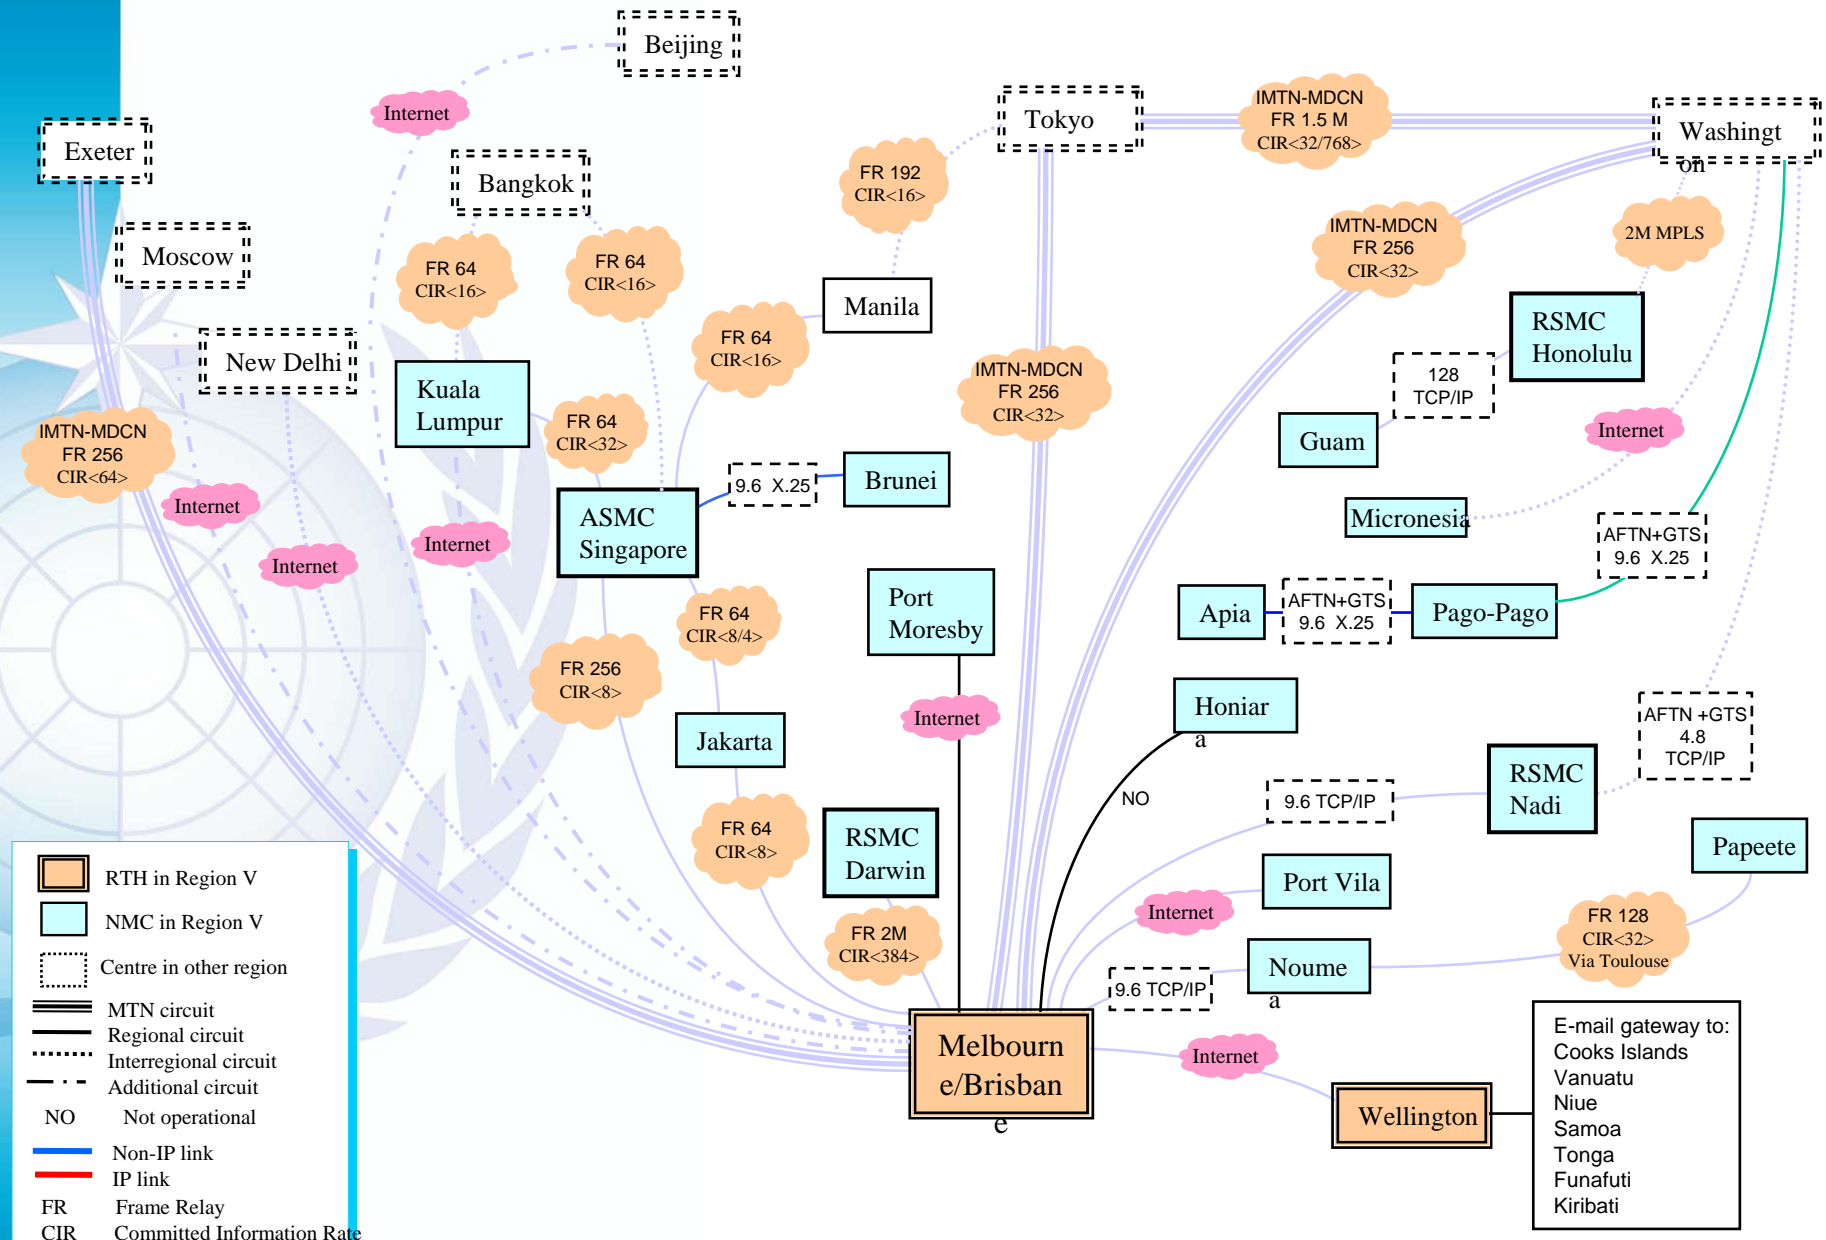 Beijing
Internet
Exeter
Tokyo
IMTN-MDCN
FR 1.5 M
CIR<32/768>
Washingt
on
Bangkok
FR 192
CIR<16>
Moscow
FR 64
CIR<16>
FR 64
CIR<16>
IMTN-MDCN
FR 256
CIR<32>
2M MPLS
Manila
RSMC
Honolulu
New Delhi
FR 64
CIR<16>
Kuala
Lumpur
FR 64
CIR<32>
IMTN-MDCN
FR 256
CIR<32>
128
TCP/IP
Guam
Internet
IMTN-MDCN
FR 256
CIR<64>
Internet
Internet
Internet
ASMC
Singapore
9.6 X.25
Brunei
Micronesia
AFTN+GTS
9.6 X.25
Port
Moresby
Apia
AFTN+GTS
9.6 X.25
Pago-Pago
FR 64
CIR<8/4>
FR 256
CIR<8>
Internet
Honiar
a
AFTN +GTS
4.8
TCP/IP
Jakarta
NO
9.6 TCP/IP
RSMC
Nadi
FR 64
CIR<8>
RSMC
Darwin
Papeete
Port Vila
Internet
FR 2M
CIR<384>
FR 128
CIR<32>
Via Toulouse
9.6 TCP/IP
Noume
a
Melbourn
e/Brisban
e
Internet
Wellington
E-mail gateway to:
Cooks Islands
Vanuatu
Niue
Samoa
Tonga
Funafuti
Kiribati
RTH in Region V
NMC in Region V
Centre in other region
MTN circuit
Regional circuit
Interregional circuit
Additional circuit
NO Not operational
Non-IP link
IP link
FR Frame Relay
CIR Committed Information Rate